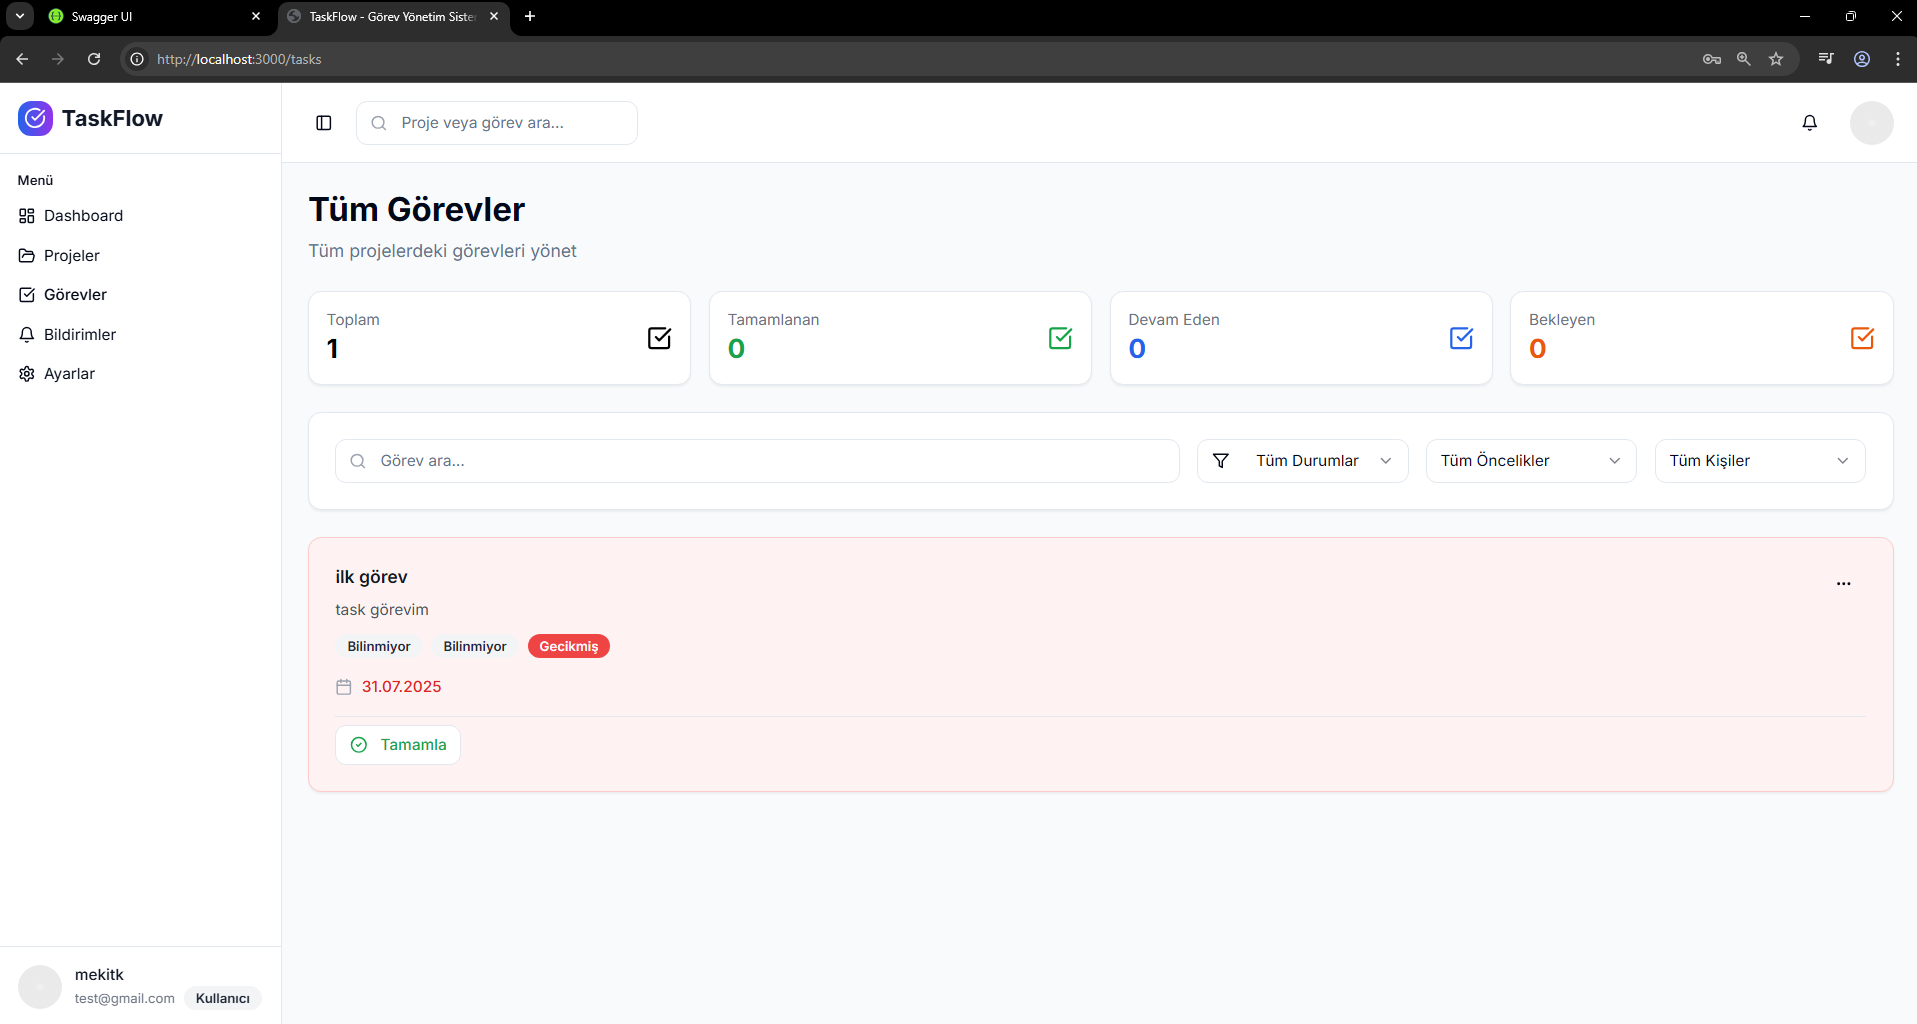 Swagger UI
TaskFlow - Görev Yönetim Siste
http://localhost:3000/tasks
TaskFlow
Proje veya görev ara...
Menü
Dashboard
Projeler
Görevler
Bildirimler
Ayarlar
Tüm Görevler
Tüm projelerdeki görevleri yönet
Toplam
1
Tamamlanan
0
Devam Eden
0
Bekleyen
0
Görev ara...
Tüm Durumlar
Tüm Öncelikler
Tüm Kişiler
ilk görev
task görevim
Bilinmiyor Bilinmiyor Gecikmiş
31.07.2025
Tamamla
mekitk
test@gmail.com Kullanıcı